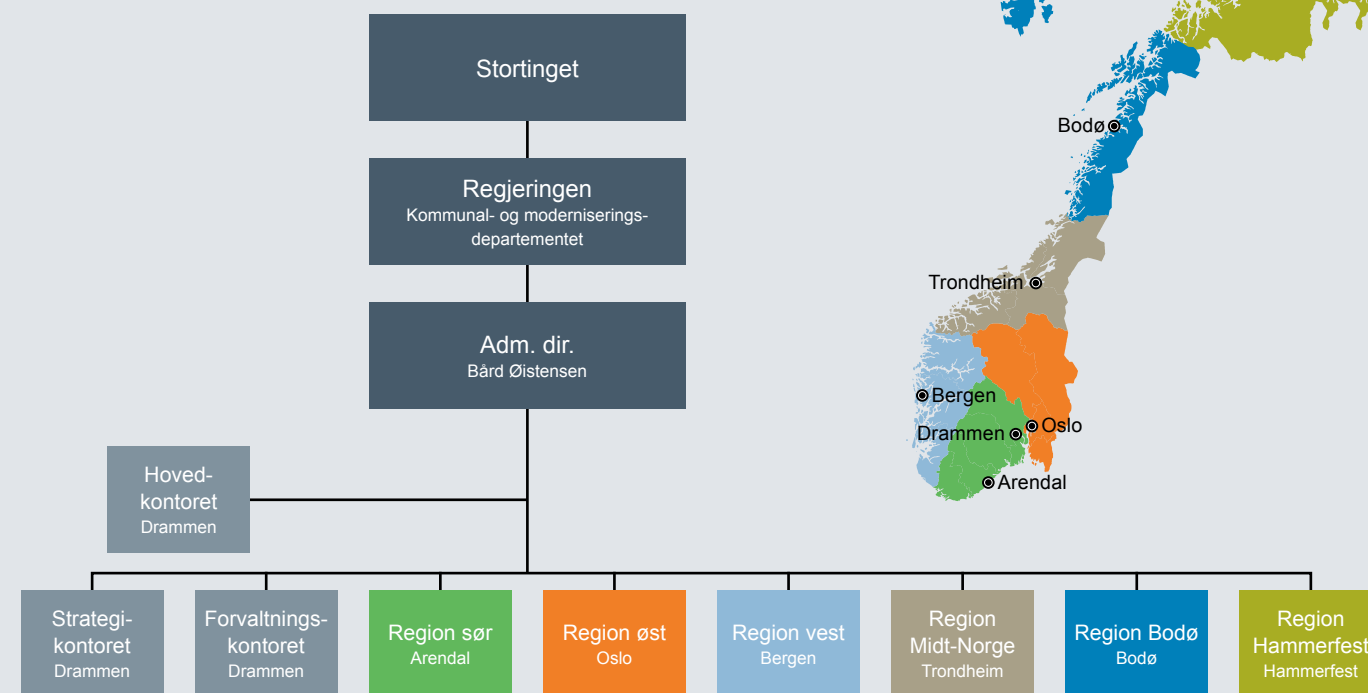 Stortinget
Regjeringen
Kommunal- og moderniserings-
departementet
Adm. dir.
Bård Øistensen
Hoved-
kontoret
Drammen
Strategi-
kontoret
Drammen
Forvaltnings-
kontoret
Drammen
Region sør
Arendal
Region øst
Oslo
Region vest
Bergen
Region
Midt-Norge
Trondheim
Region Bodø
Bodø
Region
Hammerfest
Hammerfest
Bodø
Trondheim
Bergen
Drammen
Oslo
Arendal